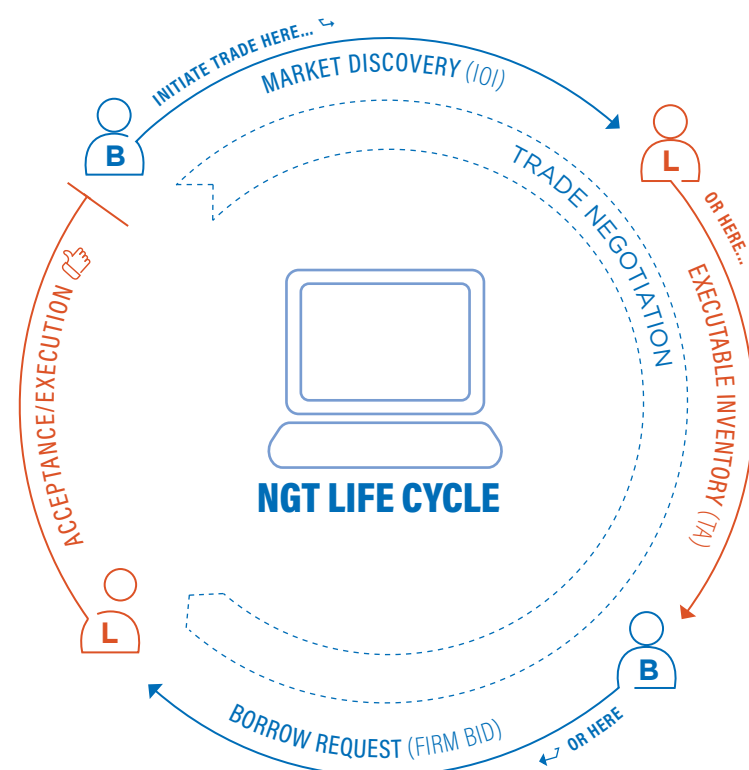 INITIATE TRADE HERE...
MARKET DISCOVERY (IOI)
B
L
OR HERE...
TRADE NEGOTIATION
EXECUTABLE INVENTORY (TA)
NGT LIFE CYCLE
ACCEPTANCE/EXECUTION
L
B
OR HERE
BORROW REQUEST (FIRM BID)